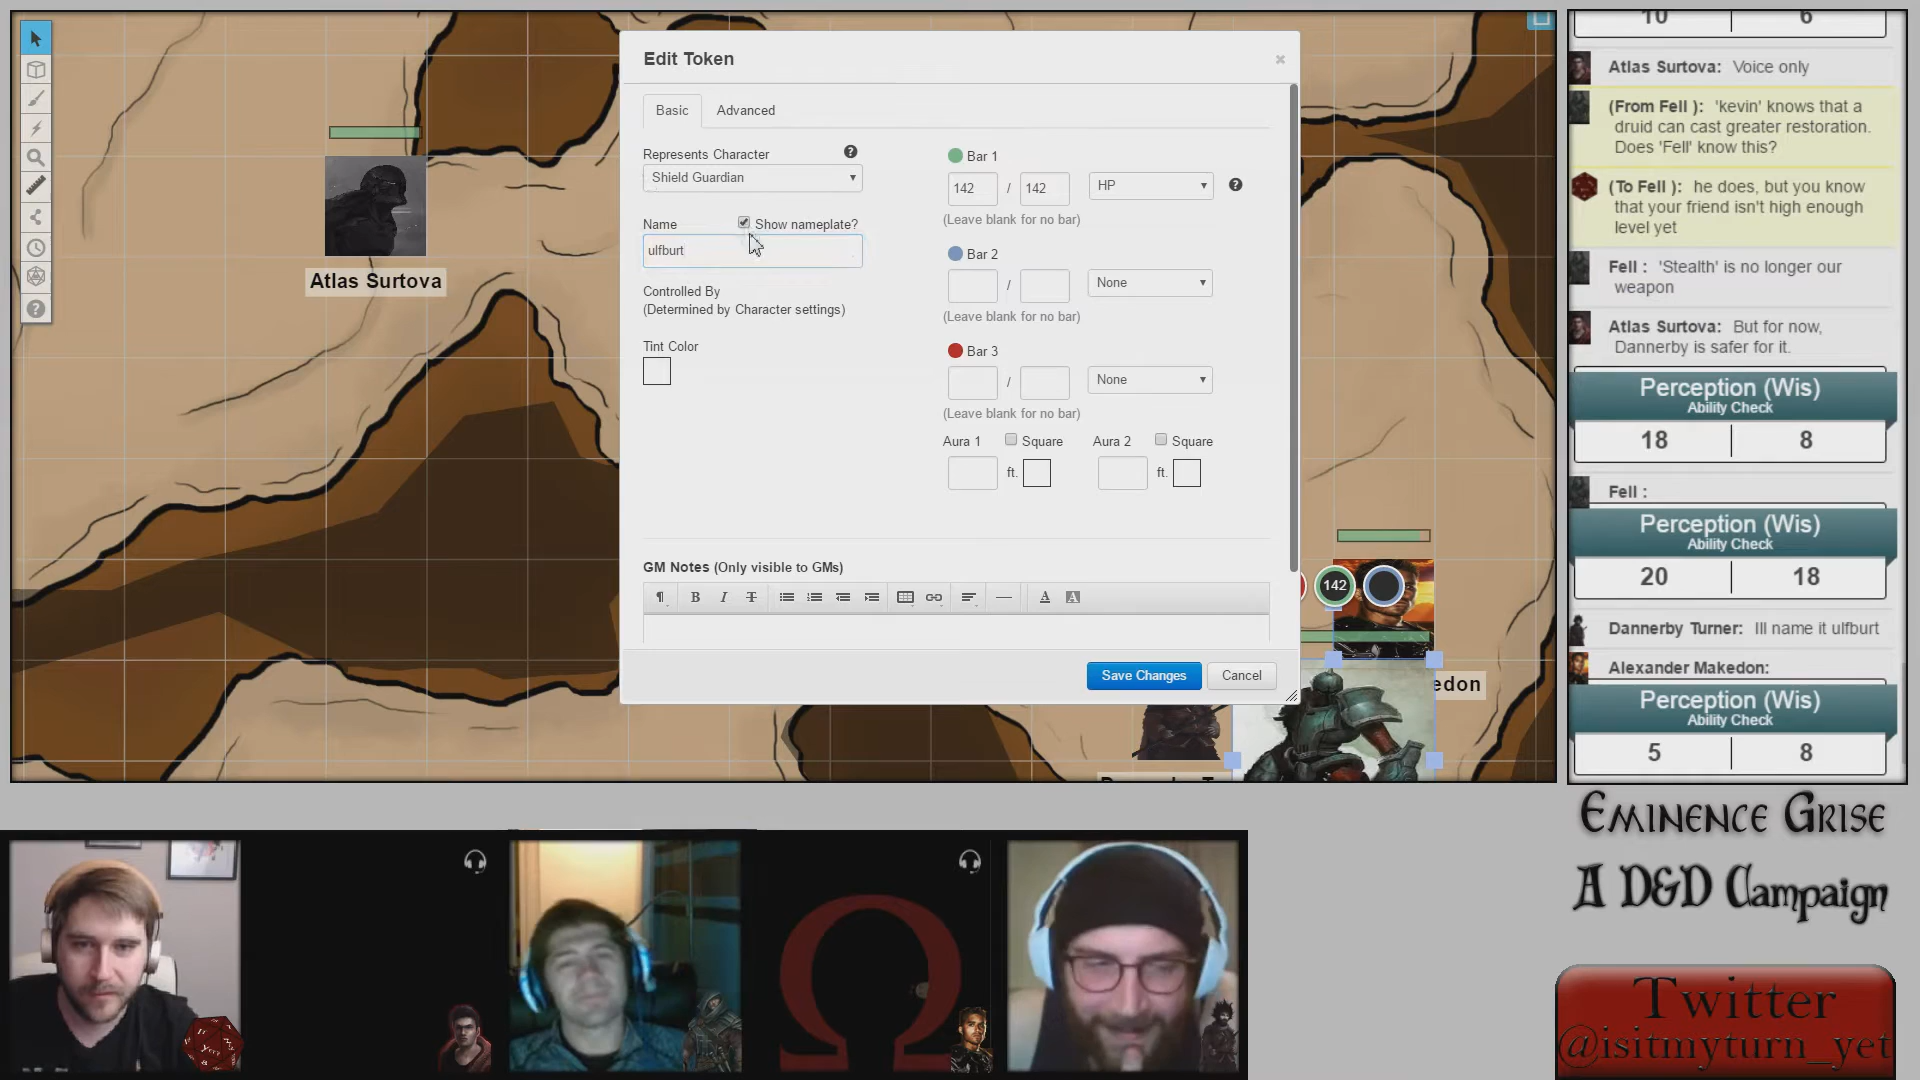 Edit Token
Basic
Advanced
Represents Character
Shield Guardian
Name
Show nameplate?
ulfburt
Controlled By
(Determined by Character settings)
Tint Color
Bar 1
142 / 142
HP
(Leave blank for no bar)
Bar 2
/
None
(Leave blank for no bar)
Bar 3
/
None
(Leave blank for no bar)
Aura 1
Square
Aura 2
Square
ft.
ft.
GM Notes (Only visible to GMs)
Save Changes
Cancel
Atlas Surtova
142
edon
10 6
Atlas Surtova: Voice only
(From Fell ): 'kevin' knows that a
druid can cast greater restoration.
Does 'Fell' know this?
(To Fell ): he does, but you know
that your friend isn't high enough
level yet
Fell : 'Stealth' is no longer our
weapon
Atlas Surtova: But for now,
Dannerby is safer for it.
Perception (Wis)
Ability Check
18 8
Fell :
Perception (Wis)
Ability Check
20 18
Dannerby Turner: Ill name it ulfburt
Alexander Makedon:
Perception (Wis)
Ability Check
5 8
Eminence Grise
A D&D Campaign
Twitter
@isitmyturn_yet